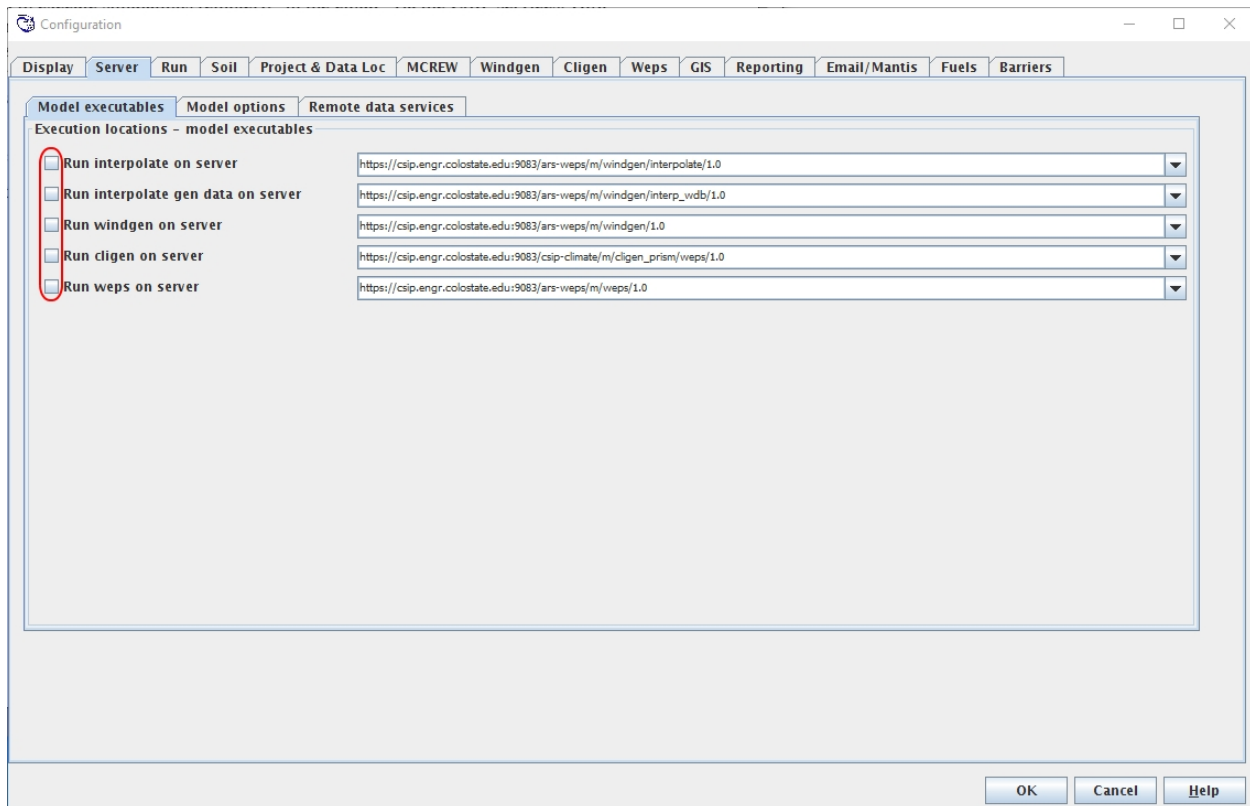 Configuration
Display Server Run Soil Project & Data Loc MCREW Windgen Cligen Weps GIS Reporting Email/Mantis Fuels Barriers
Model executables Model options Remote data services
Execution locations - model executables
Run interpolate on server https://csip.engr.colostate.edu:9083/ars-weps/m/windgen/interpolate/1.0
Run interpolate gen data on server https://csip.engr.colostate.edu:9083/ars-weps/m/windgen/interp_wdb/1.0
Run windgen on server https://csip.engr.colostate.edu:9083/ars-weps/m/windgen/1.0
Run cligen on server https://csip.engr.colostate.edu:9083/csip-climate/m/cligen_prism/weps/1.0
Run weps on server https://csip.engr.colostate.edu:9083/ars-weps/m/weps/1.0
OK Cancel Help